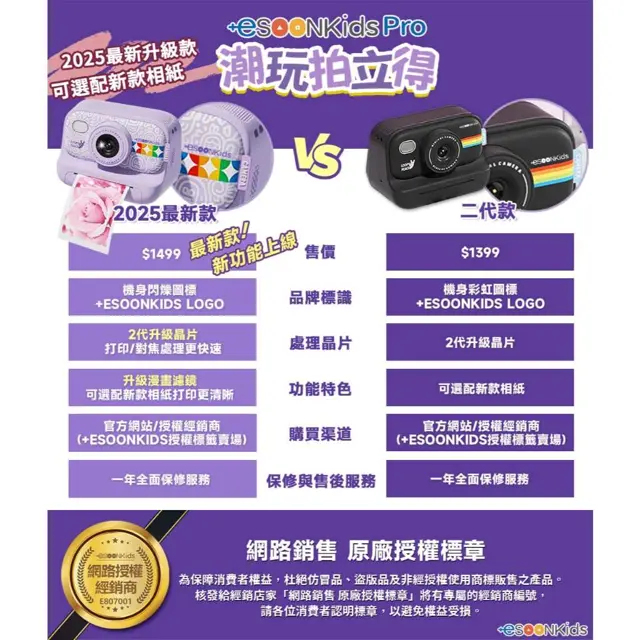 +esoonkids Pro
2025最新升級款
可選配新款相紙
潮玩拍立得
+esoonkids
VS
+esoonkids
2025最新款
二代款
最新款!
新功能上線
$1499
售價
$1399
機身閃爍圖標
+ESOONKIDS LOGO
品牌標識
機身彩虹圖標
+ESOONKIDS LOGO
2代升級晶片
打印/對焦處理更快速
處理晶片
2代升級晶片
升級漫畫濾鏡
可選配新款相紙打印更清晰
功能特色
可選配新款相紙
官方網站/授權經銷商
(+ESOONKIDS授權標籤賣場)
購買渠道
官方網站/授權經銷商
(+ESOONKIDS授權標籤賣場)
一年全面保修服務
保修與售後服務
一年全面保修服務
+esoonkids
網路授權
經銷商
E807001
網路銷售 原廠授權標章
為保障消費者權益，杜絕仿冒品、盜版品及非經授權使用商標販售之產品。
核發給經銷店家「網路銷售 原廠授權標章」將有專屬的經銷商編號，
請各位消費者認明標章，以避免權益受損。
+esoonkids